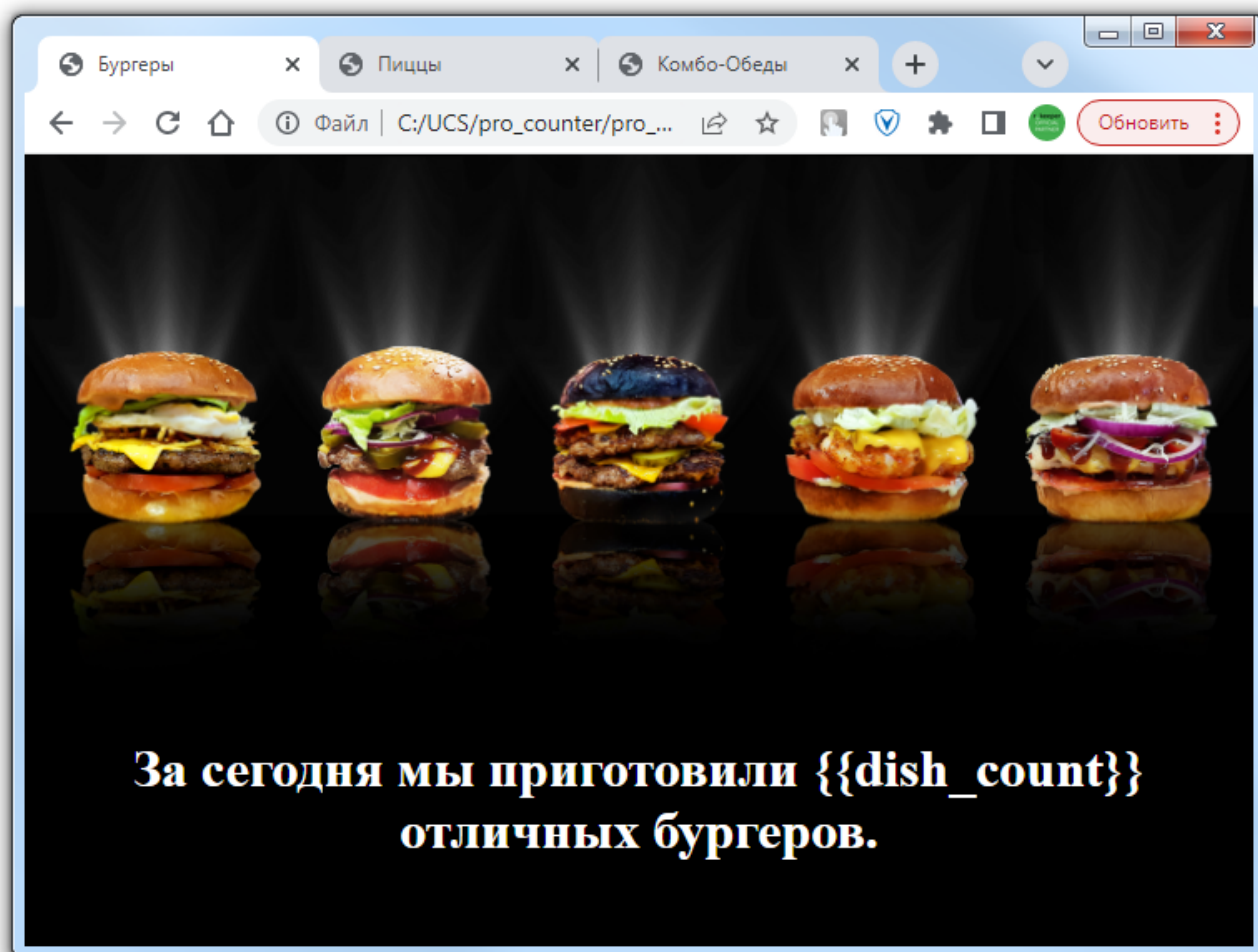 Бургеры
Пиццы
Комбо-Обеды
Файл
C:/UCS/pro_counter/pro_...
Обновить
За сегодня мы приготовили {{dish_count}}
отличных бургеров.